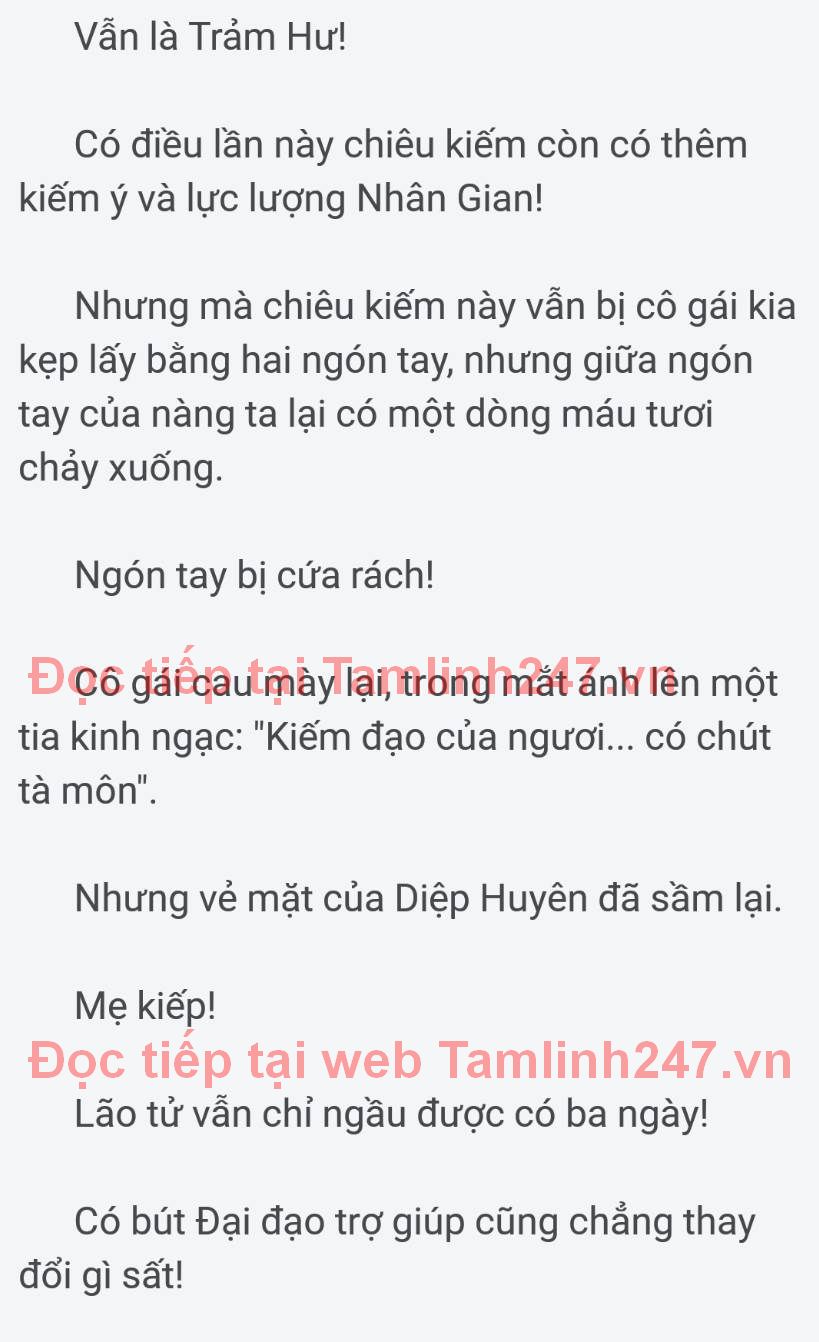 Vẫn là Trảm Hư!
Có điều lần này chiêu kiếm còn có thêm
kiếm ý và lực lượng Nhân Gian!
Nhưng mà chiêu kiếm này vẫn bị cô gái kia
kẹp lấy bằng hai ngón tay, nhưng giữa ngón
tay của nàng ta lại có một dòng máu tươi
chảy xuống.
Ngón tay bị cứa rách!
Đọc tiếp tại Tamlinh247.vn
Cô gái cau mày lại, trong mắt ánh lên một
tia kinh ngạc: "Kiếm đạo của ngươi... có chút
tà môn".
Nhưng vẻ mặt của Diệp Huyên đã sầm lại.
Mẹ kiếp!
Đọc tiếp tại web Tamlinh247.vn
Lão tử vẫn chỉ ngầu được có ba ngày!
Có bút Đại đạo trợ giúp cũng chẳng thay
đổi gì sất!